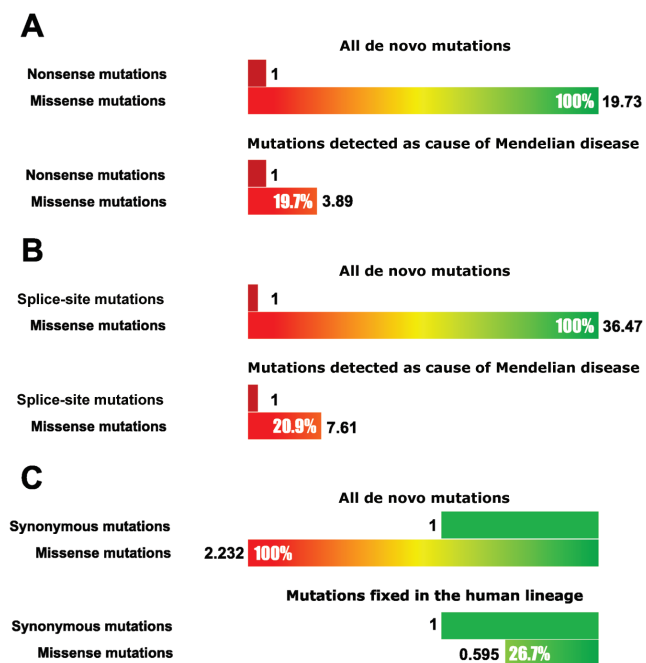 A
All de novo mutations
Nonsense mutations 1
Missense mutations 100% 19.73
Mutations detected as cause of Mendelian disease
Nonsense mutations 1
Missense mutations 19.7% 3.89
B
All de novo mutations
Splice-site mutations 1
Missense mutations 100% 36.47
Mutations detected as cause of Mendelian disease
Splice-site mutations 1
Missense mutations 20.9% 7.61
C
All de novo mutations
Synonymous mutations 1
Missense mutations 2.232 100%
Mutations fixed in the human lineage
Synonymous mutations 1
Missense mutations 0.595 26.7%